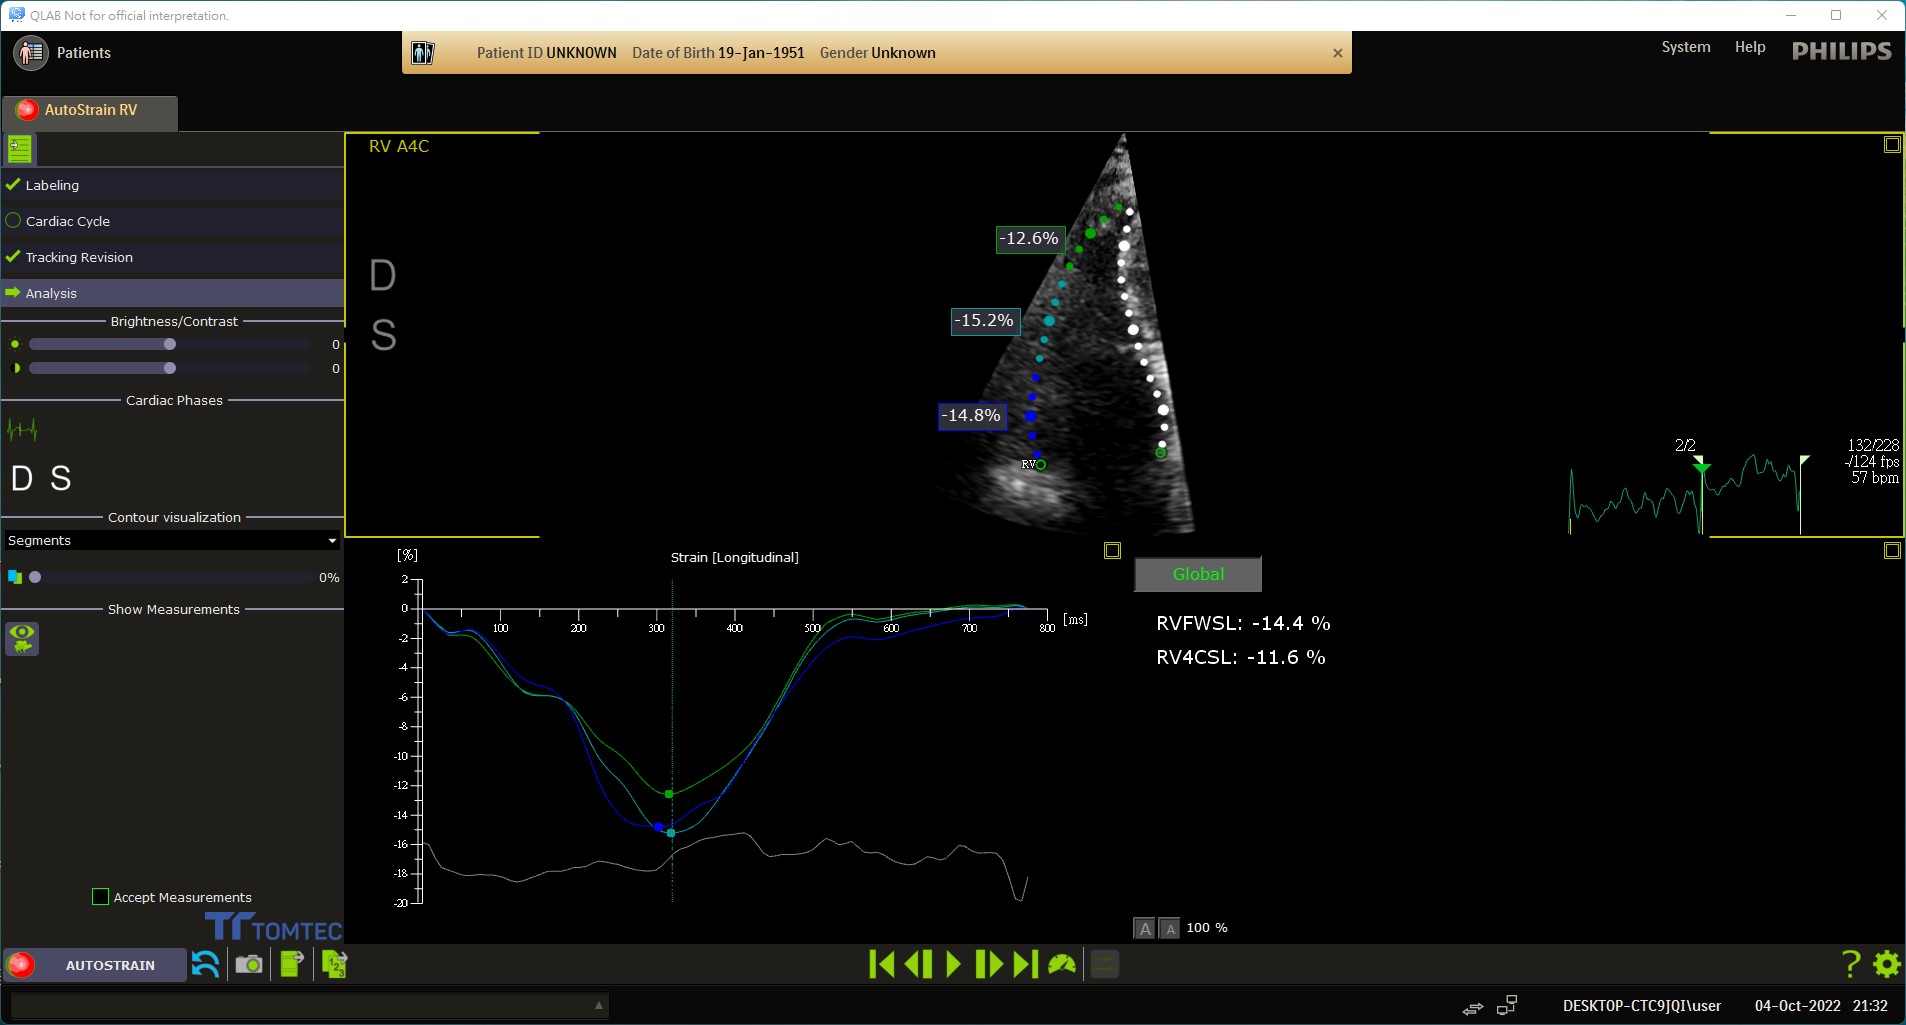 QLAB Not for official interpretation.
Patients
Patient ID UNKNOWN Date of Birth 19-Jan-1951 Gender Unknown
System Help PHILIPS
AutoStrain RV
Labeling
Cardiac Cycle
Tracking Revision
Analysis
Brightness/Contrast
0
0
Cardiac Phases
D S
Contour visualization
Segments
0%
Show Measurements
Accept Measurements
TOMTEC
RV A4C
D
S
-12.6%
-15.2%
-14.8%
RV
2/2
132/228
-/124 fps
57 bpm
[%]
Strain [Longitudinal]
2
0
-2
-4
-6
-8
-10
-12
-14
-16
-18
-20
100 200 300 400 500 600 700 800 [ms]
Global
RVFWSL: -14.4 %
RV4CSL: -11.6 %
A A 100 %
AUTOSTRAIN
1 2 3
?
DESKTOP-CTC9JQI\user 04-Oct-2022 21:32